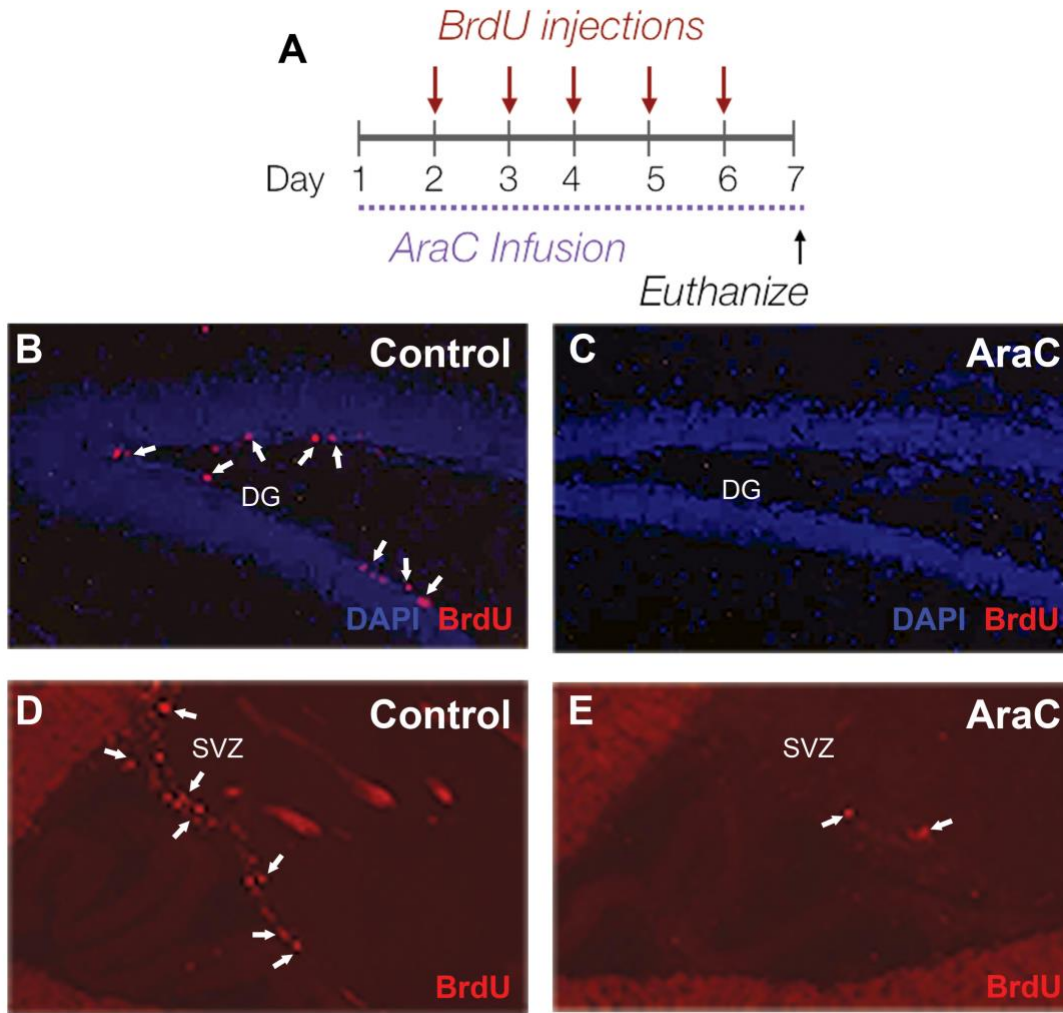 A
BrdU injections
Day 1 2 3 4 5 6 7
AraC Infusion
Euthanize
B Control
DG
DAPI BrdU
C AraC
DG
DAPI BrdU
D Control
SVZ
BrdU
E AraC
SVZ
BrdU